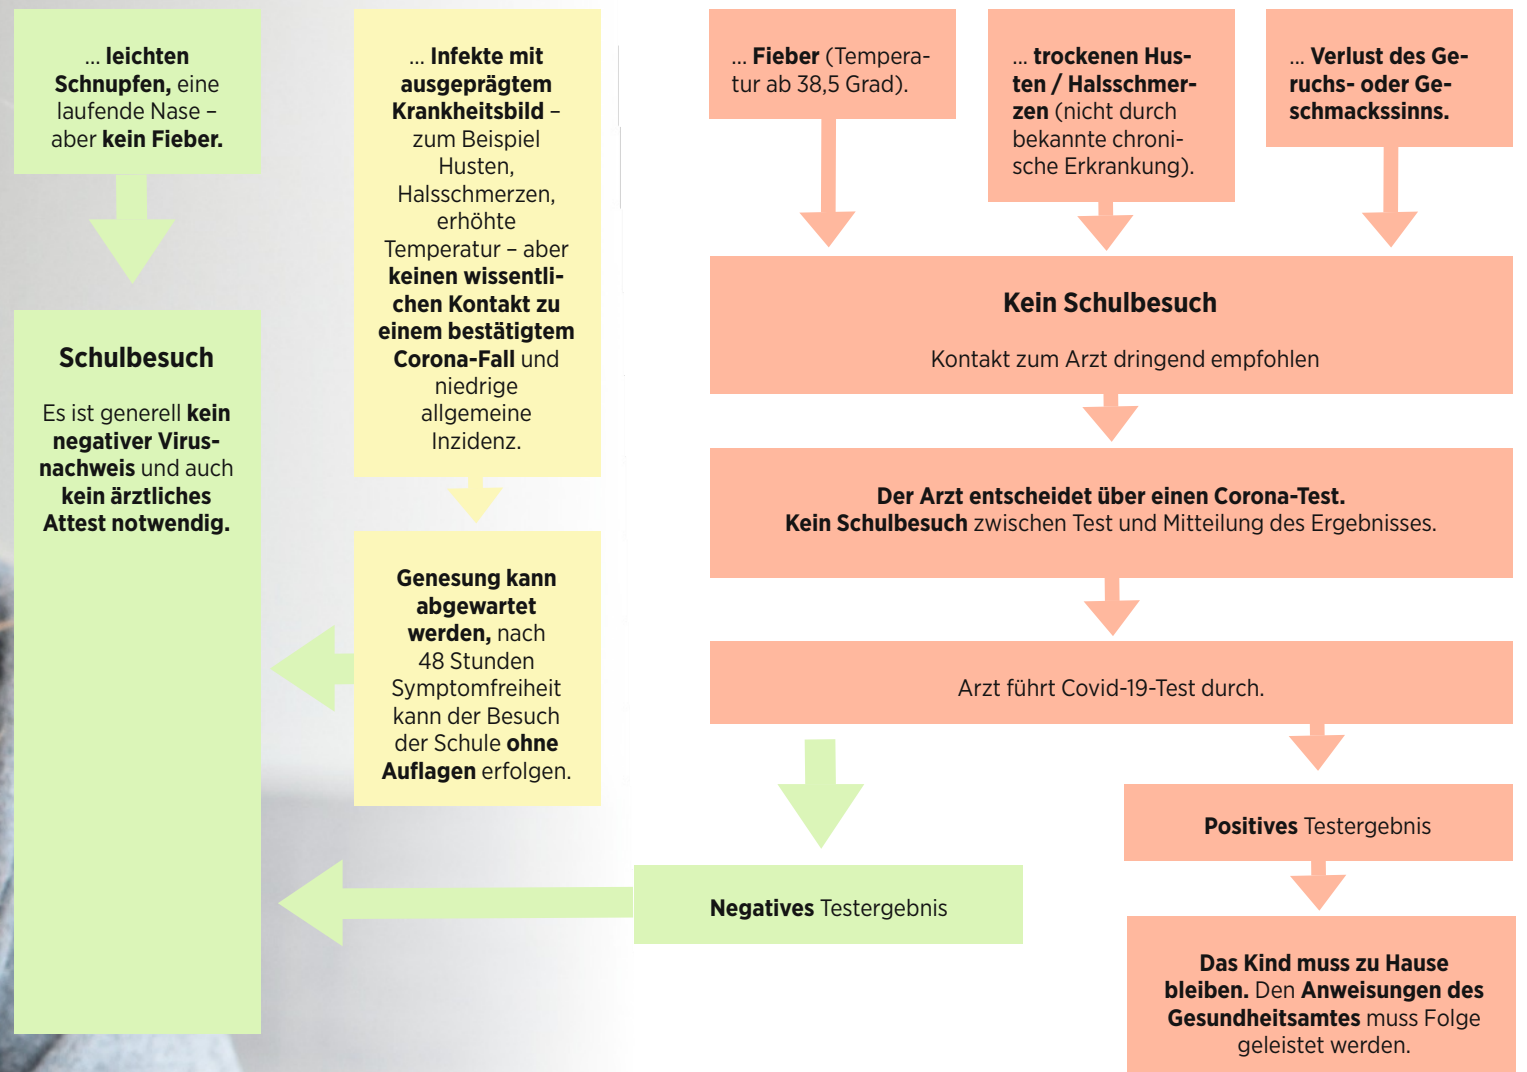 ... leichten
Schnupfen, eine
laufende Nase –
aber kein Fieber.
Schulbesuch
Es ist generell kein
negativer Virus-
nachweis und auch
kein ärztliches
Attest notwendig.
... Infekte mit
ausgeprägtem
Krankheitsbild –
zum Beispiel
Husten,
Halsschmerzen,
erhöhte
Temperatur – aber
keinen wissentli-
chen Kontakt zu
einem bestätigtem
Corona-Fall und
niedrige
allgemeine
Inzidenz.
Genesung kann
abgewartet
werden, nach
48 Stunden
Symptomfreiheit
kann der Besuch
der Schule ohne
Auflagen erfolgen.
... Fieber (Tempera-
tur ab 38,5 Grad).
... trockenen Hus-
ten / Halsschmer-
zen (nicht durch
bekannte chroni-
sche Erkrankung).
... Verlust des Ge-
ruchs- oder Ge-
schmackssinns.
Kein Schulbesuch
Kontakt zum Arzt dringend empfohlen
Der Arzt entscheidet über einen Corona-Test.
Kein Schulbesuch zwischen Test und Mitteilung des Ergebnisses.
Arzt führt Covid-19-Test durch.
Negatives Testergebnis
Positives Testergebnis
Das Kind muss zu Hause
bleiben. Den Anweisungen des
Gesundheitsamtes muss Folge
geleistet werden.